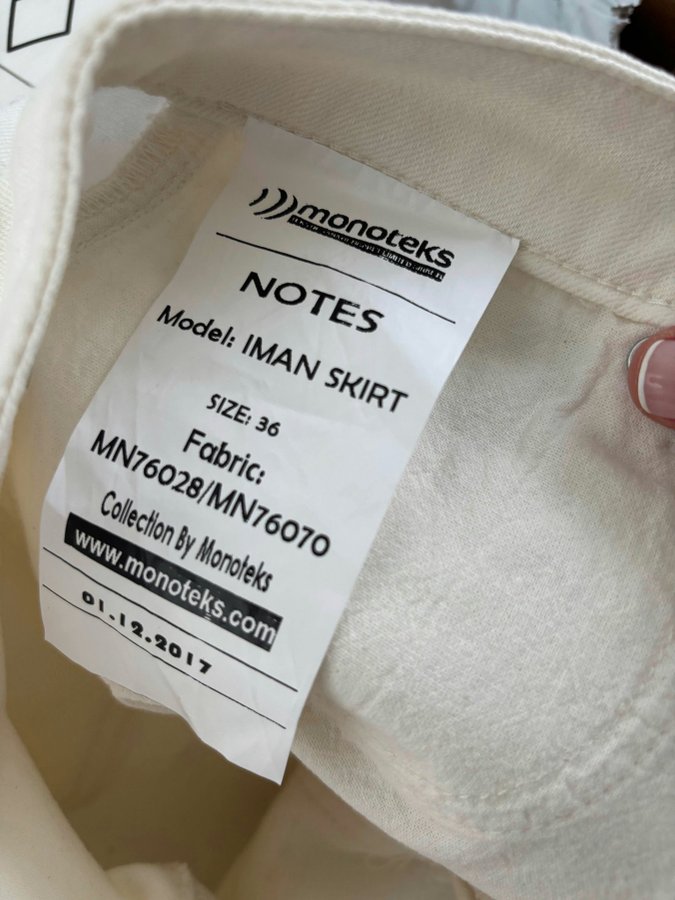 monoteks
NOTES
Model: IMAN SKIRT
SIZE: 36
Fabric:
MN76028/MN76070
Collection By Monoteks
www.monoteks.com
01.12.2017